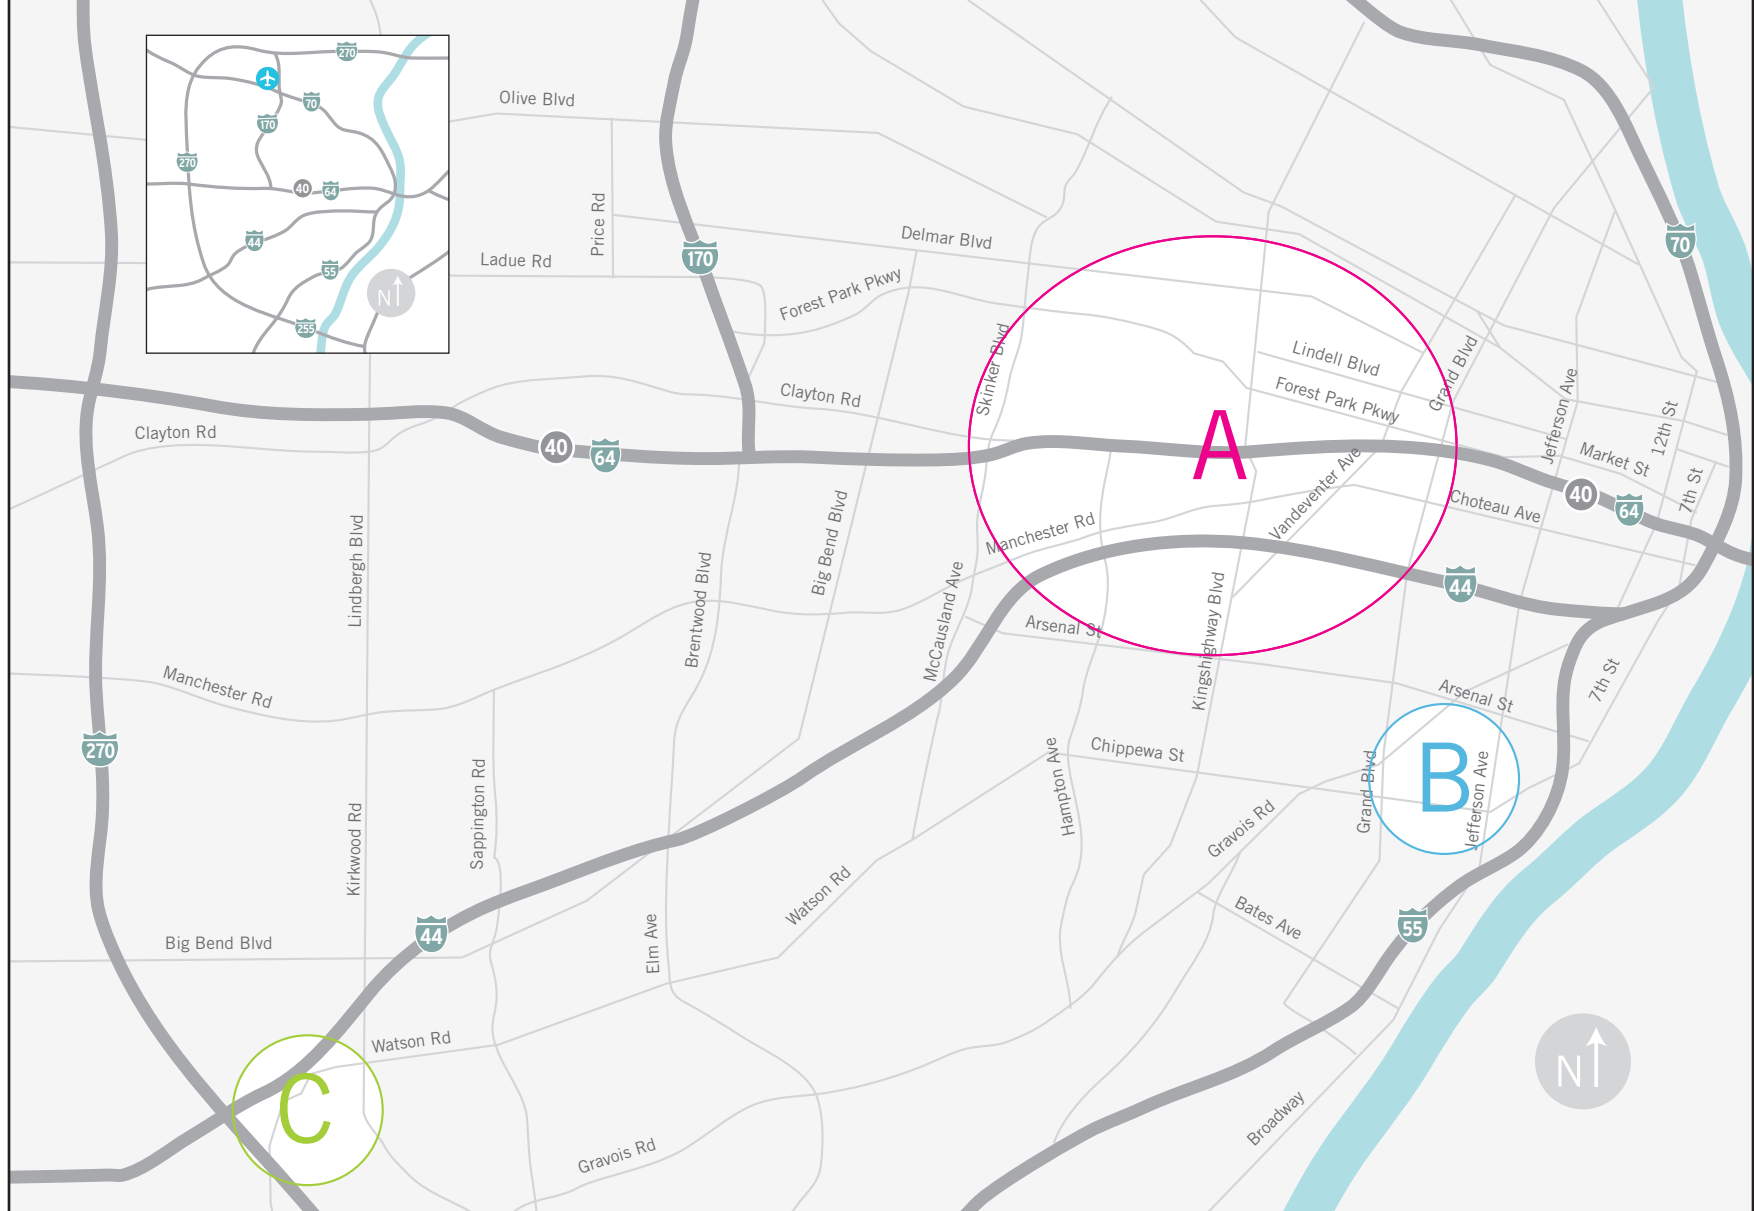 270
70
170
270
40
64
44
55
N
255
Olive Blvd
Price Rd
Ladue Rd
170
Delmar Blvd
Forest Park Pkwy
70
Skinker Blvd
Lindell Blvd
Forest Park Pkwy
Grand Blvd
Jefferson Ave
12th St
Clayton Rd
Clayton Rd
40
64
A
Vandeventer Ave
Market St
7th St
40
64
Choteau Ave
Lindbergh Blvd
Big Bend Blvd
Manchester Rd
Brentwood Blvd
McCausland Ave
44
Arsenal St
Kingshighway Blvd
Manchester Rd
7th St
Arsenal St
270
Chippewa St
Hampton Ave
Grand Blvd
B
Jefferson Ave
Sappington Rd
Kirkwood Rd
Gravois Rd
Watson Rd
Bates Ave
55
44
Big Bend Blvd
Elm Ave
Watson Rd
N
C
Broadway
Gravois Rd